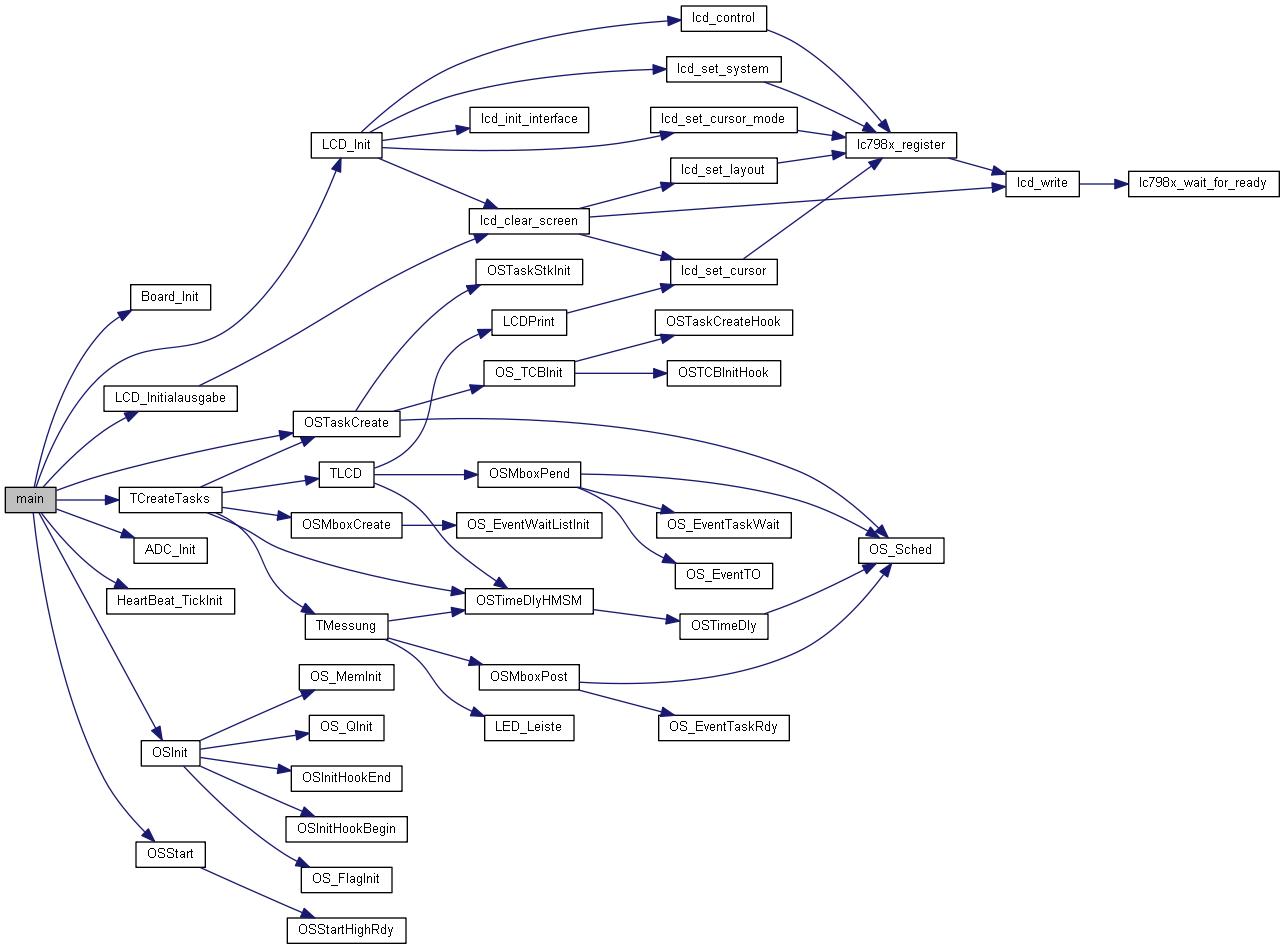 lcd_control
lcd_set_system
lcd_init_interface
lcd_set_cursor_mode
LCD_Init
lc798x_register
lcd_set_layout
lcd_write
lc798x_wait_for_ready
lcd_clear_screen
OSTaskStkInit
lcd_set_cursor
Board_Init
LCDPrint
OSTaskCreateHook
OS_TCBInit
OSTCBInitHook
LCD_Initialausgabe
OSTaskCreate
TLCD
OSMboxPend
main
TCreateTasks
OSMboxCreate
OS_EventWaitListInit
OS_EventTaskWait
ADC_Init
OS_Sched
OS_EventTO
HeartBeat_TickInit
OSTimeDlyHMSM
TMessung
OSTimeDly
OS_MemInit
OSMboxPost
OS_QInit
LED_Leiste
OS_EventTaskRdy
OSInit
OSInitHookEnd
OSInitHookBegin
OSStart
OS_FlagInit
OSStartHighRdy